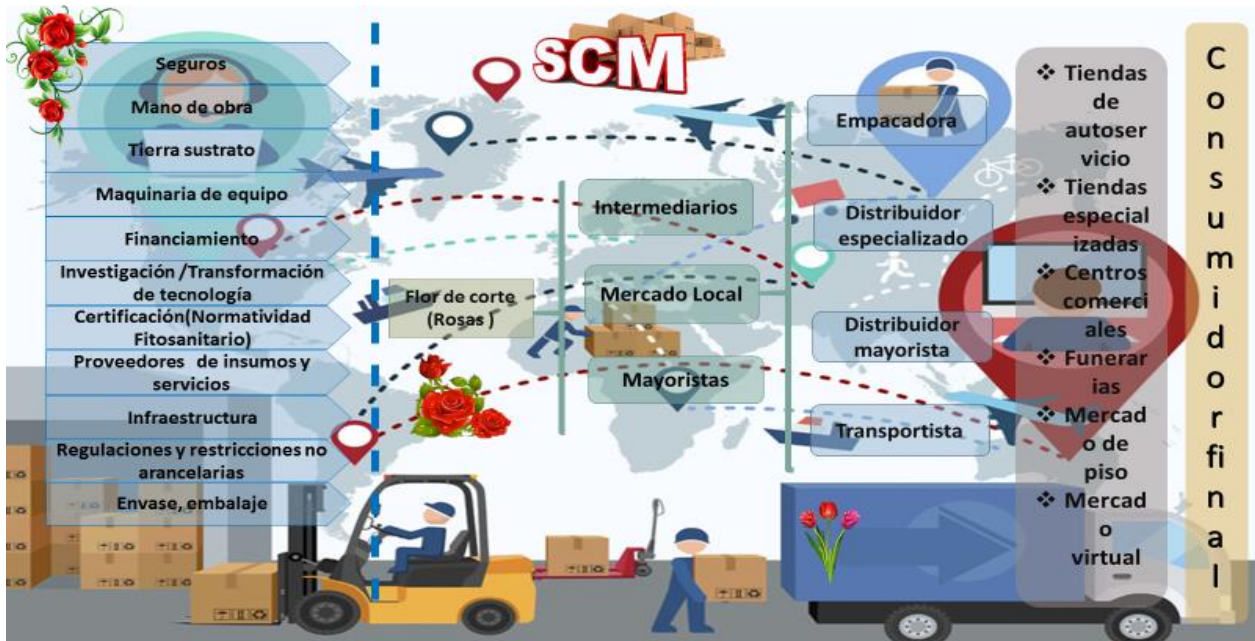 SCM
Seguros
Mano de obra
Tierra sustrato
Maquinaria de equipo
Financiamiento
Investigación /Transformación
de tecnología
Certificación(Normatividad
Fitosanitario)
Proveedores de insumos y
servicios
Infraestructura
Regulaciones y restricciones no
arancelarias
Envase, embalaje
Flor de corte
(Rosas )
Intermediarios
Mercado Local
Mayoristas
Empacadora
Distribuidor
especializado
Distribuidor
mayorista
Transportista
❖ Tiendas
de
autoser
vicio
❖ Tiendas
especial
izadas
❖ Centros
comerci
ales
❖ Funerar
ias
❖ Mercad
o de
piso
❖ Mercad
o
virtual
Consumidor final